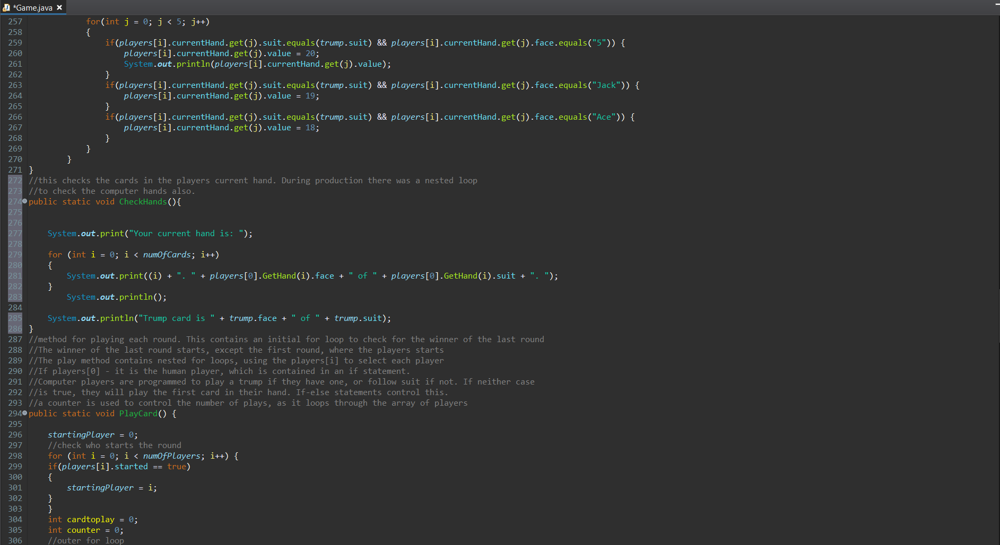 *Game.java
257 for(int j = 0; j < 5; j++)
258 {
259 if(players[i].currentHand.get(j).suit.equals(trump.suit) && players[i].currentHand.get(j).face.equals("5")) {
260 players[i].currentHand.get(j).value = 20;
261 System.out.println(players[i].currentHand.get(j).value);
262 }
263 if(players[i].currentHand.get(j).suit.equals(trump.suit) && players[i].currentHand.get(j).face.equals("Jack")) {
264 players[i].currentHand.get(j).value = 19;
265 }
266 if(players[i].currentHand.get(j).suit.equals(trump.suit) && players[i].currentHand.get(j).face.equals("Ace")) {
267 players[i].currentHand.get(j).value = 18;
268 }
269 }
270 }
271 }
272 //this checks the cards in the players current hand. During production there was a nested loop
273 //to check the computer hands also.
274 public static void CheckHands(){
275
276
277 System.out.print("Your current hand is: ");
278
279 for (int i = 0; i < numOfCards; i++)
280 {
281 System.out.print((i) + ". " + players[0].GetHand(i).face + " of " + players[0].GetHand(i).suit + ". ");
282 }
283 System.out.println();
284
285 System.out.println("Trump card is " + trump.face + " of " + trump.suit);
286 }
287 //method for playing each round. This contains an initial for loop to check for the winner of the last round
288 //The winner of the last round starts, except the first round, where the players starts
289 //The play method contains nested for loops, using the players[i] to select each player
290 //If players[0] - it is the human player, which is contained in an if statement.
291 //Computer players are programmed to play a trump if they have one, or follow suit if not. If neither case
292 //is true, they will play the first card in their hand. If-else statements control this.
293 //a counter is used to control the number of plays, as it loops through the array of players
294 public static void PlayCard() {
295
296 startingPlayer = 0;
297 //check who starts the round
298 for (int i = 0; i < numOfPlayers; i++) {
299 if(players[i].started == true)
300 {
301 startingPlayer = i;
302 }
303 }
304 int cardtoplay = 0;
305 int counter = 0;
306 //outer for loop